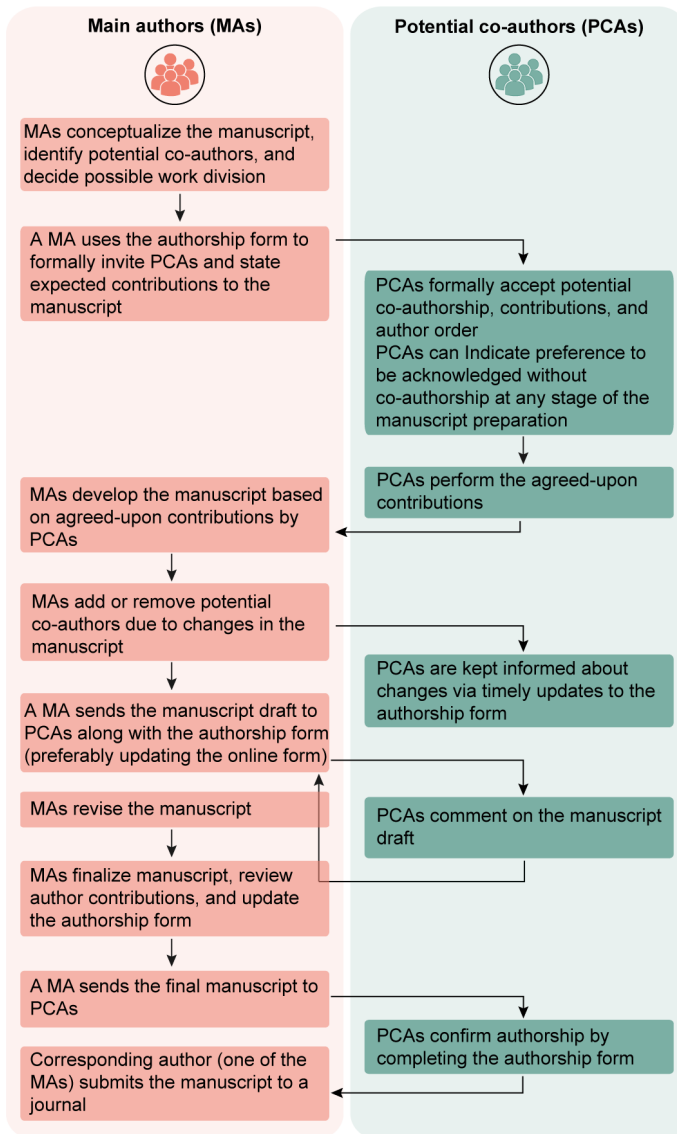 Main authors (MAs)
Potential co-authors (PCAs)
MAs conceptualize the manuscript,
identify potential co-authors, and
decide possible work division
A MA uses the authorship form to
formally invite PCAs and state
expected contributions to the
manuscript
PCAs formally accept potential
co-authorship, contributions, and
author order
PCAs can Indicate preference to
be acknowledged without
co-authorship at any stage of the
manuscript preparation
PCAs perform the agreed-upon
contributions
MAs develop the manuscript based
on agreed-upon contributions by
PCAs
MAs add or remove potential
co-authors due to changes in the
manuscript
PCAs are kept informed about
changes via timely updates to the
authorship form
A MA sends the manuscript draft to
PCAs along with the authorship form
(preferably updating the online form)
PCAs comment on the manuscript
draft
MAs revise the manuscript
MAs finalize manuscript, review
author contributions, and update
the authorship form
A MA sends the final manuscript to
PCAs
PCAs confirm authorship by
completing the authorship form
Corresponding author (one of the
MAs) submits the manuscript to a
journal